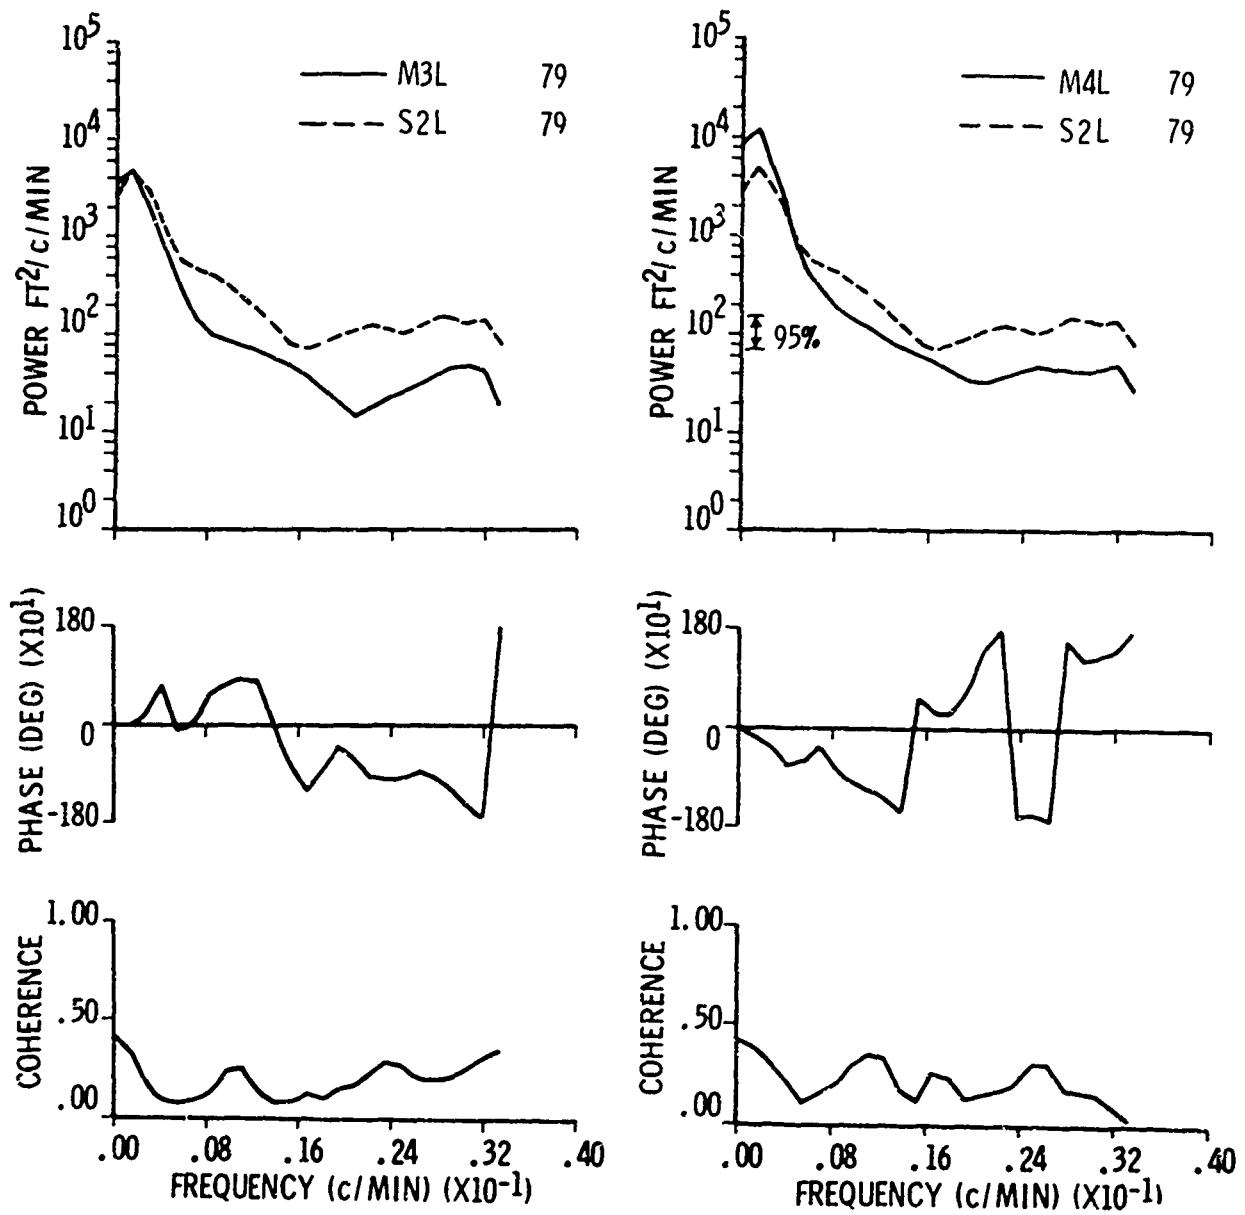 10^5
M3L 79
S2L 79
10^4
10^3
10^2
10^1
10^0
POWER FT^2/c/MIN
180
0
-180
PHASE (DEG) (X10^1)
1.00
.50
.00
COHERENCE
.00 .08 .16 .24 .32 .40
FREQUENCY (c/MIN) (X10^-1)
10^5
M4L 79
S2L 79
10^4
10^3
10^2
95%
10^1
10^0
POWER FT^2/c/MIN
180
0
-180
PHASE (DEG) (X10^1)
1.00
.50
.00
COHERENCE
.00 .08 .16 .24 .32 .40
FREQUENCY (c/MIN) (X10^-1)